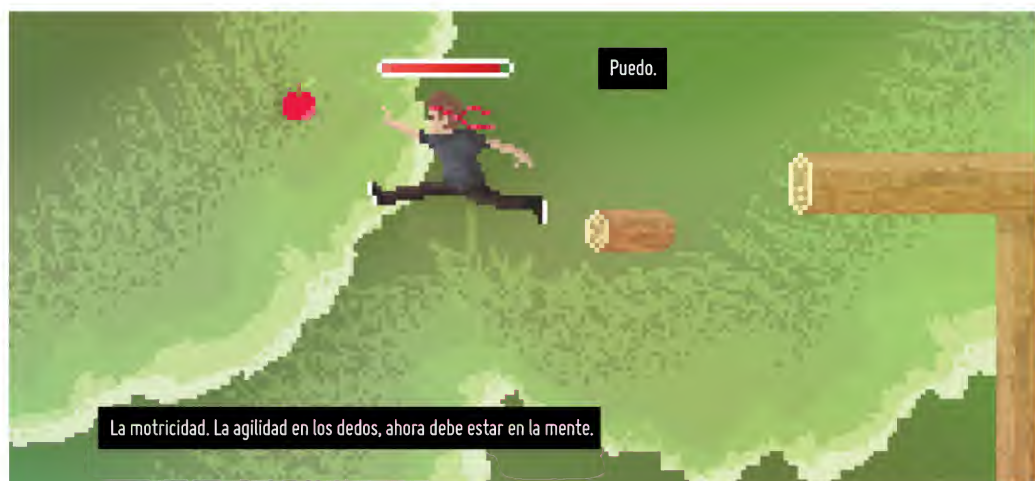 Puedo.
La motricidad. La agilidad en los dedos, ahora debe estar en la mente.